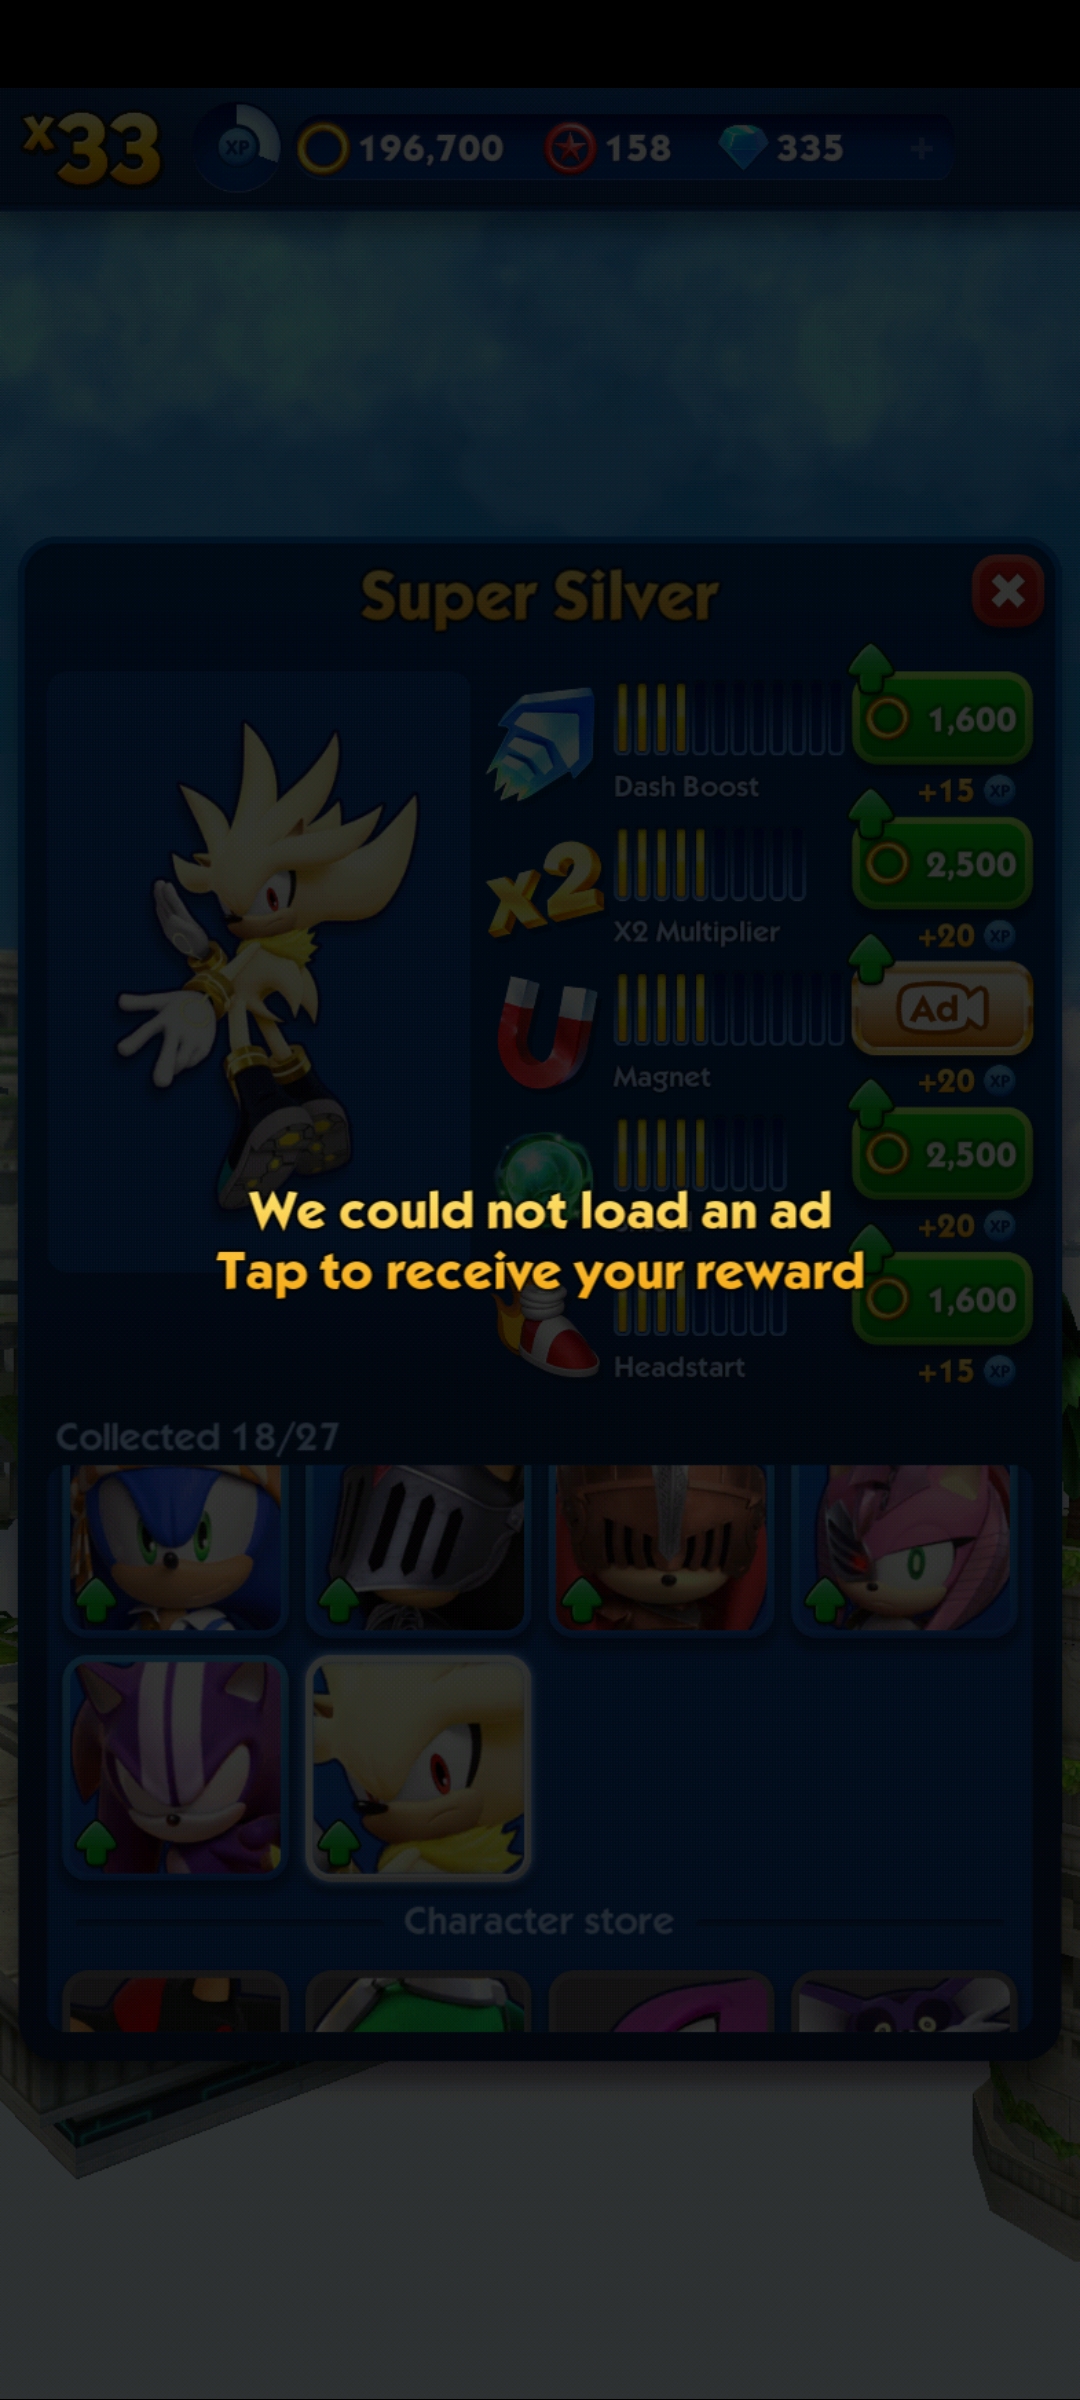 x33 XP 196,700 158 335 +
Super Silver
1,600
Dash Boost +15 XP
x2 2,500
X2 Multiplier +20 XP
Ad
Magnet +20 XP
2,500
We could not load an ad
+20 XP
Tap to receive your reward
1,600
Headstart +15 XP
Collected 18/27
Character store